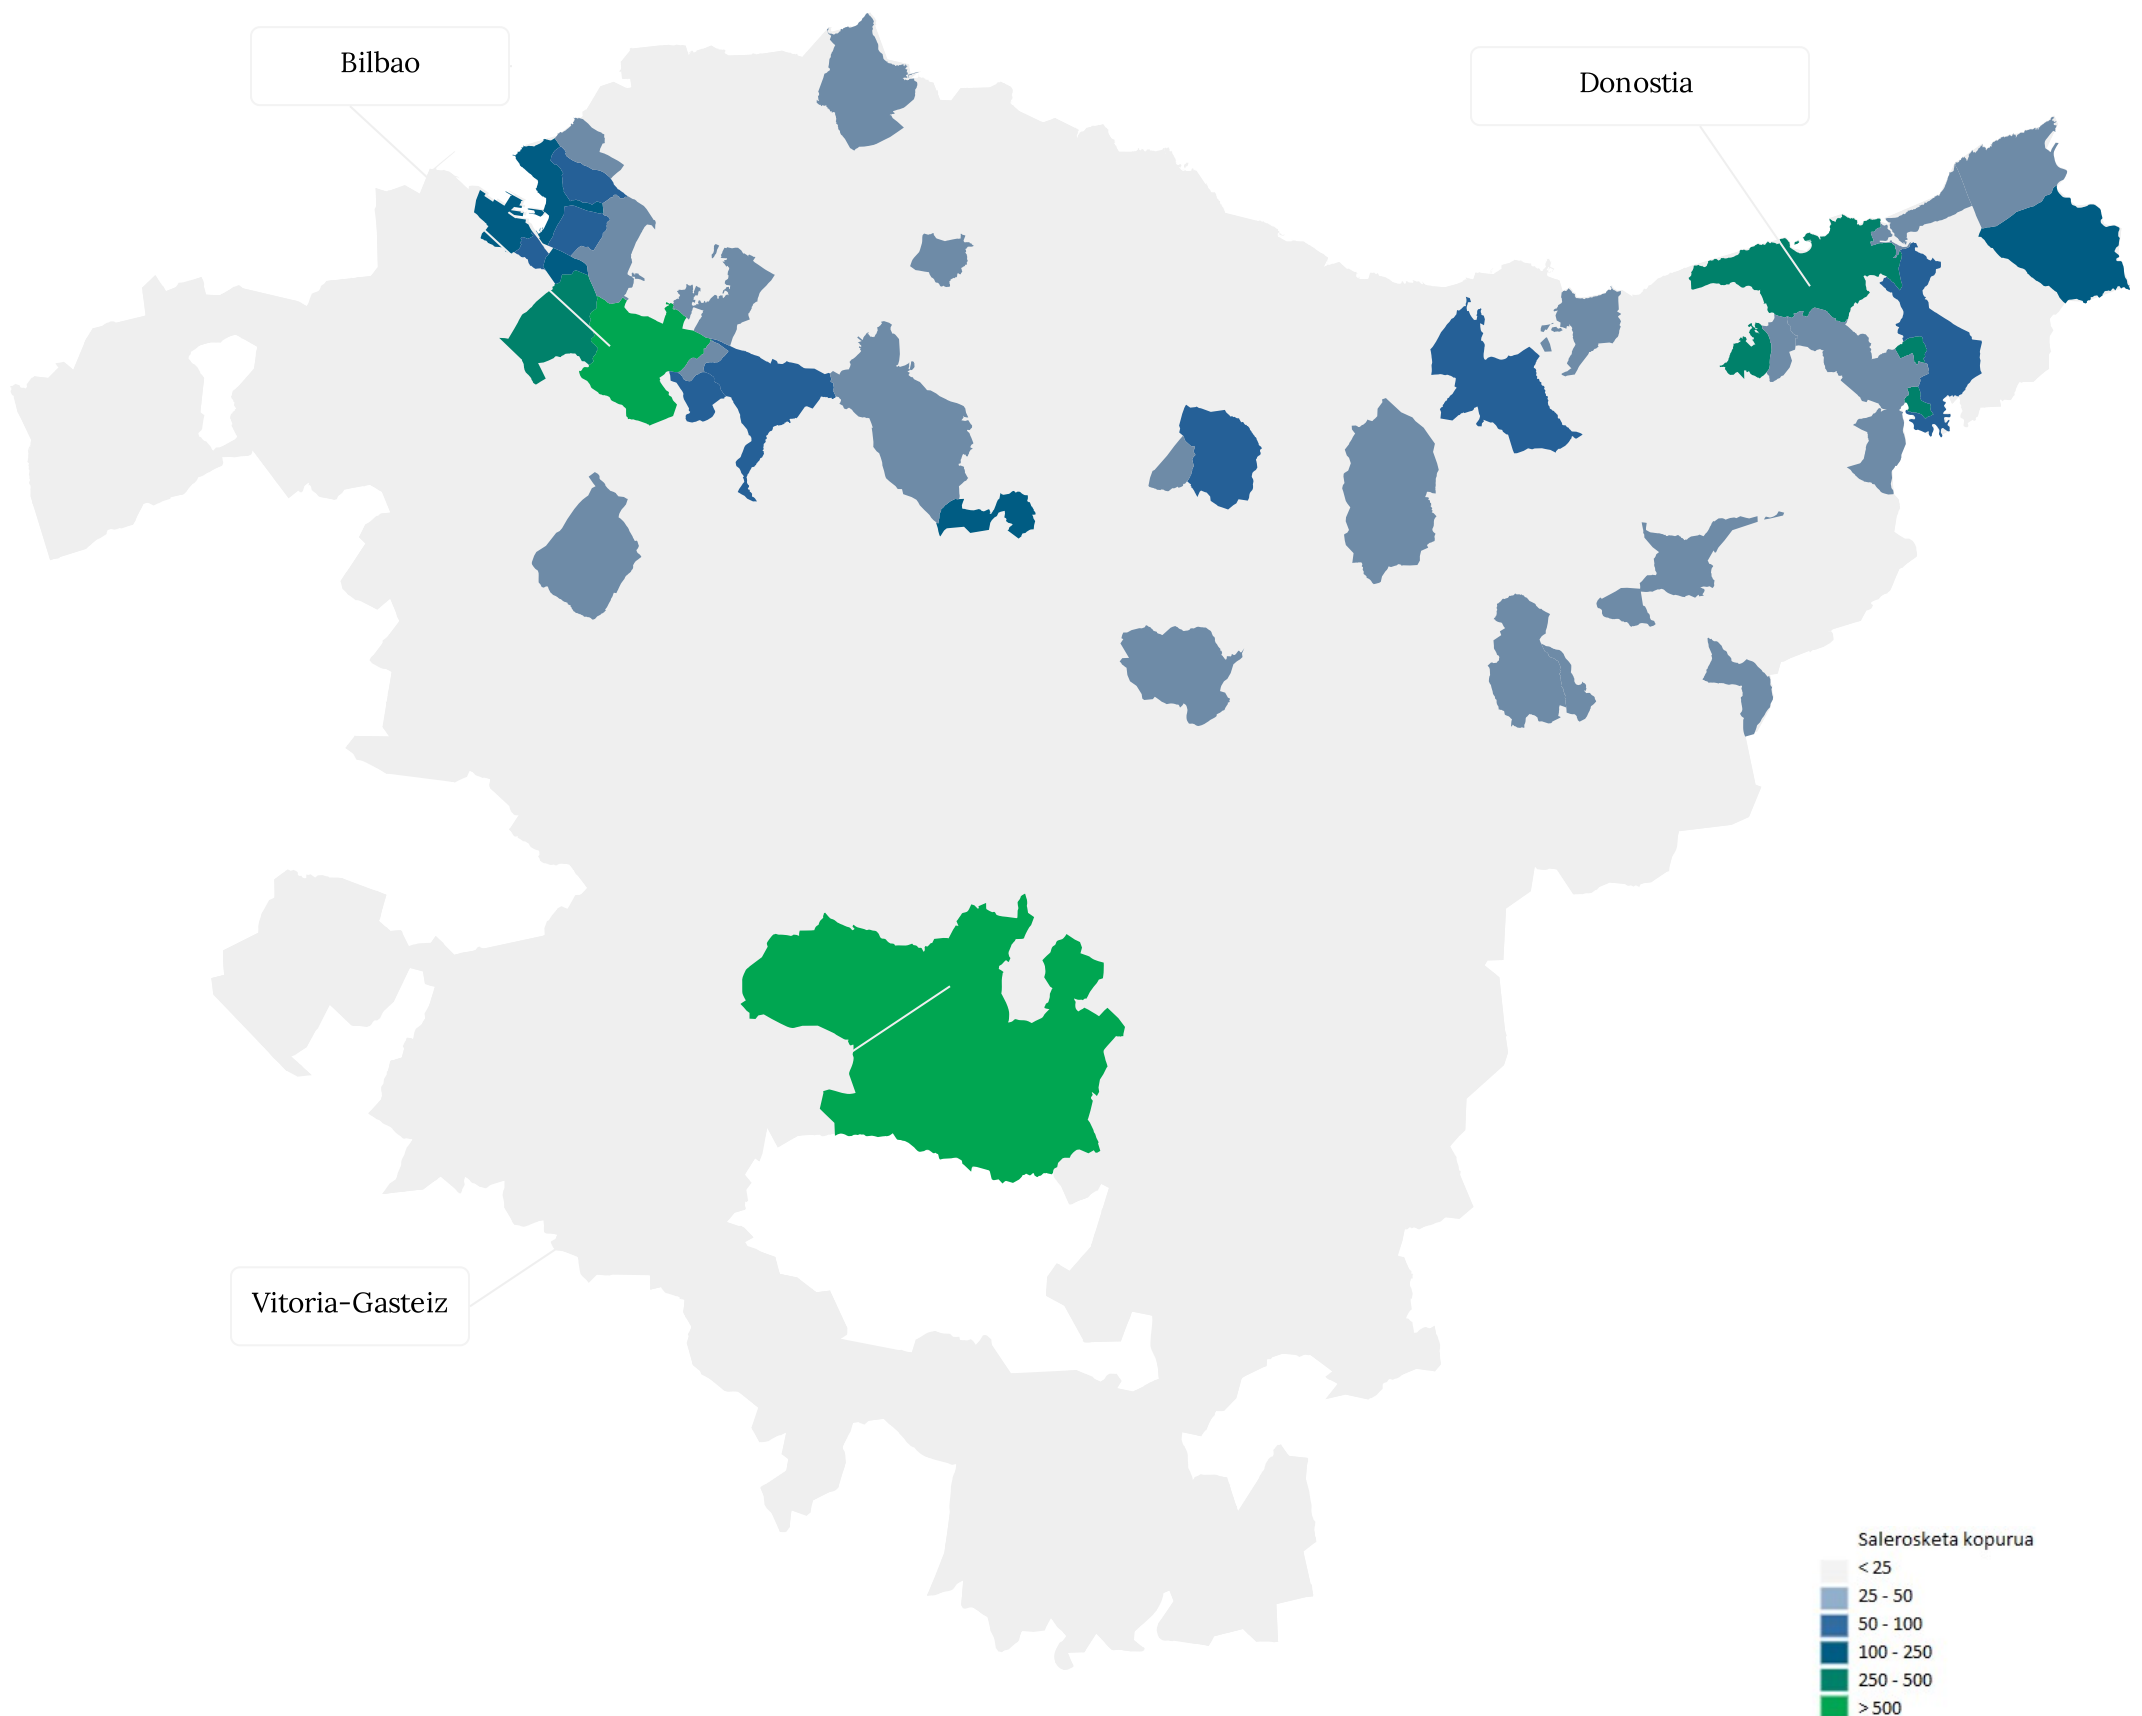 Bilbao
Donostia
Vitoria-Gasteiz
Salerosketa kopurua
< 25
25 - 50
50 - 100
100 - 250
250 - 500
> 500